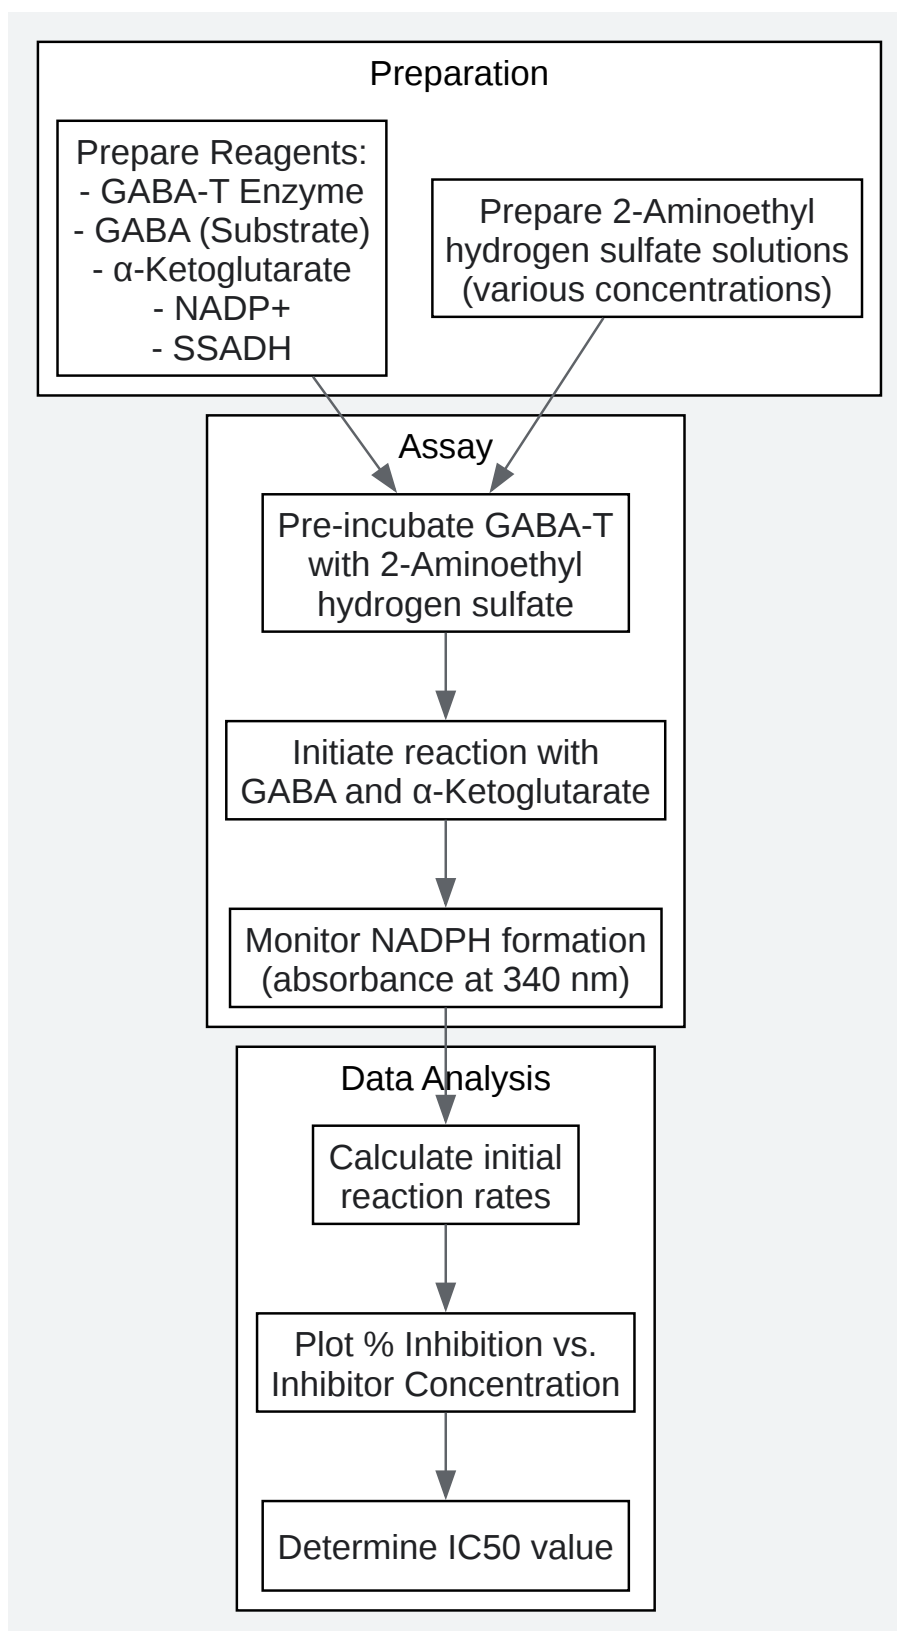 Preparation
Prepare Reagents:
- GABA-T Enzyme
- GABA (Substrate)
- α-Ketoglutarate
- NADP+
- SSADH
Prepare 2-Aminoethyl
hydrogen sulfate solutions
(various concentrations)
Assay
Pre-incubate GABA-T
with 2-Aminoethyl
hydrogen sulfate
Initiate reaction with
GABA and α-Ketoglutarate
Monitor NADPH formation
(absorbance at 340 nm)
Data Analysis
Calculate initial
reaction rates
Plot % Inhibition vs.
Inhibitor Concentration
Determine IC50 value